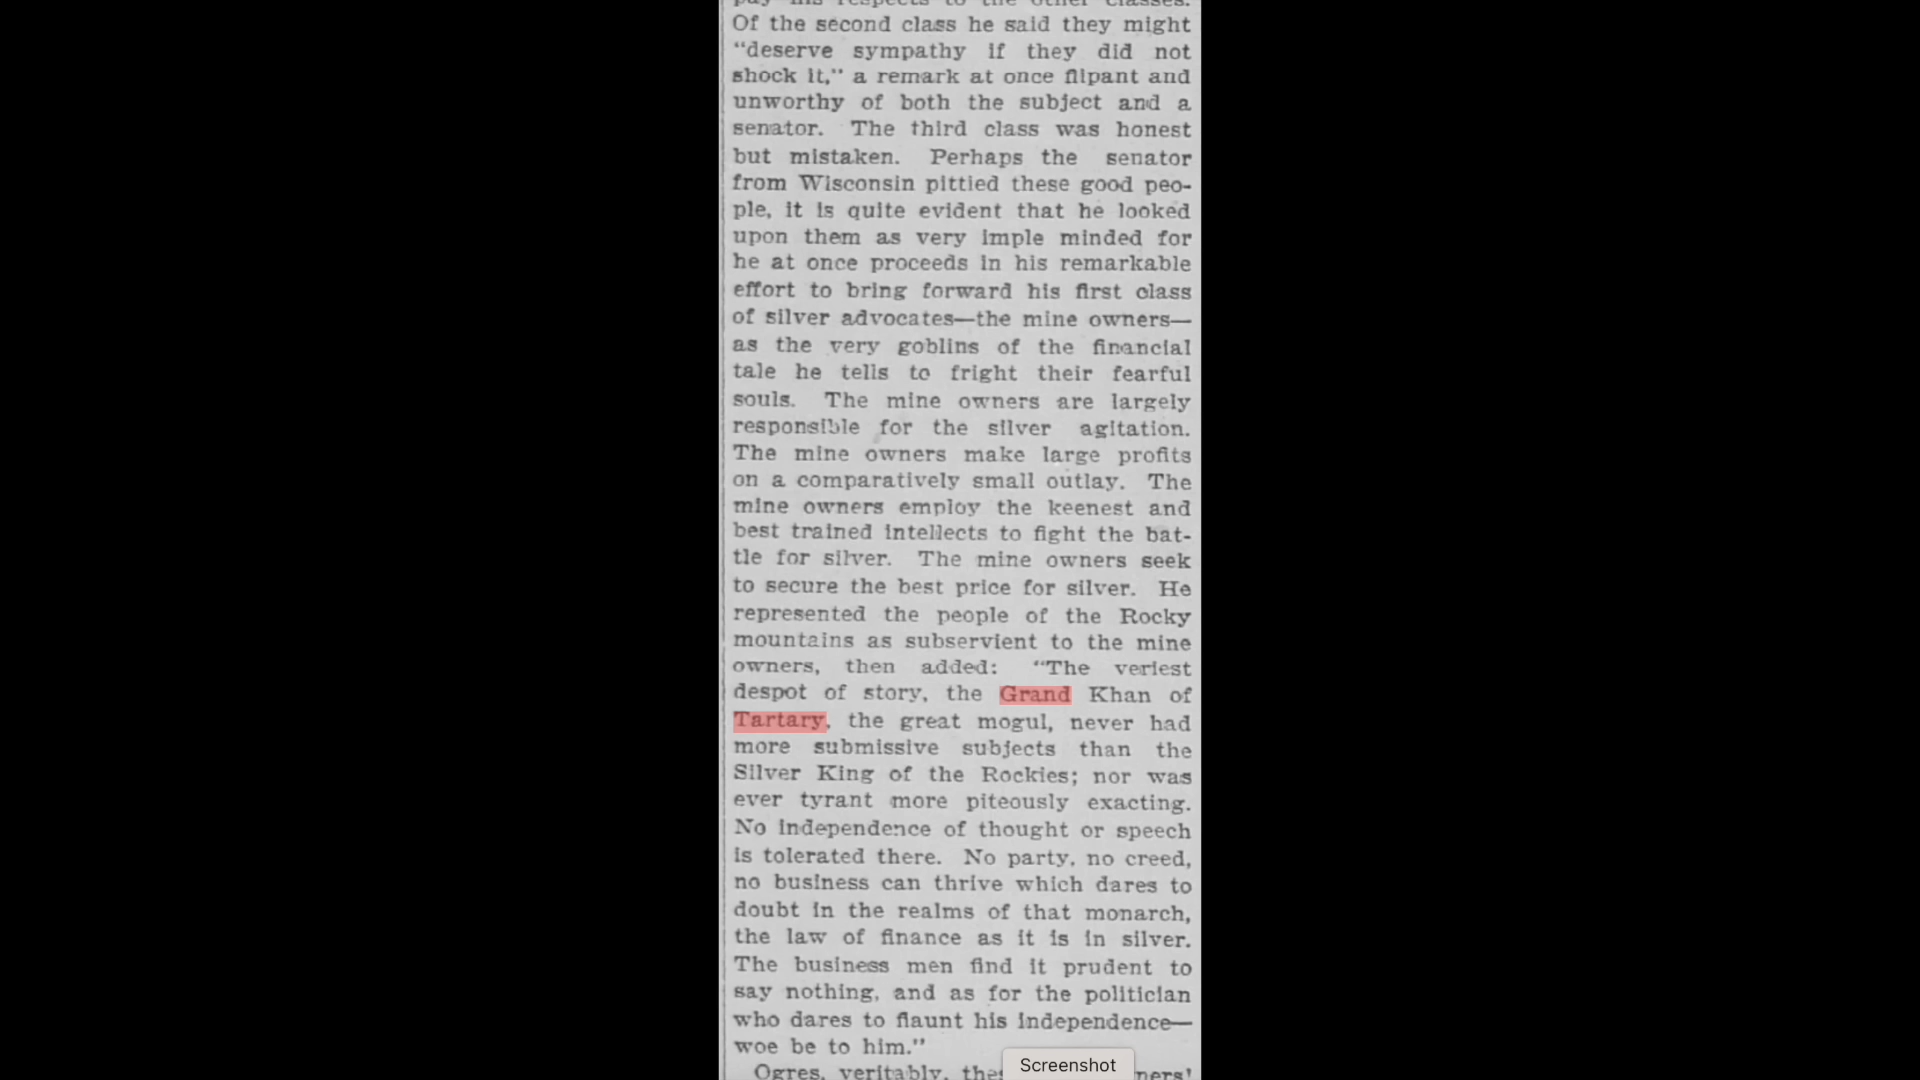 pay his respects to the other classes.
Of the second class he said they might
“deserve sympathy if they did not
shock it,” a remark at once flipant and
unworthy of both the subject and a
senator. The third class was honest
but mistaken. Perhaps the senator
from Wisconsin pittied these good peo-
ple, it is quite evident that he looked
upon them as very imple minded for
he at once proceeds in his remarkable
effort to bring forward his first class
of silver advocates—the mine owners—
as the very goblins of the financial
tale he tells to fright their fearful
souls. The mine owners are largely
responsible for the silver agitation.
The mine owners make large profits
on a comparatively small outlay. The
mine owners employ the keenest and
best trained intellects to fight the bat-
tle for silver. The mine owners seek
to secure the best price for silver. He
represented the people of the Rocky
mountains as subservient to the mine
owners, then added: “The veriest
despot of story, the Grand Khan of
Tartary, the great mogul, never had
more submissive subjects than the
Silver King of the Rockies; nor was
ever tyrant more piteously exacting.
No independence of thought or speech
is tolerated there. No party, no creed,
no business can thrive which dares to
doubt in the realms of that monarch,
the law of finance as it is in silver.
The business men find it prudent to
say nothing, and as for the politician
who dares to flaunt his independence—
woe be to him.”
Ogres, veritably,
Screenshot